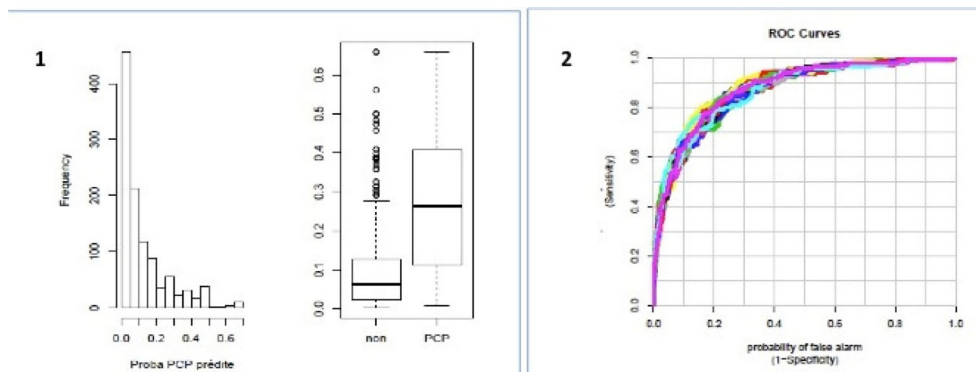 1
Frequency
400
300
200
100
0
0.0 0.2 0.4 0.6
Proba PCP prédite
0.6
0.5
0.4
0.3
0.2
0.1
0.0
non PCP
2
ROC Curves
(Sensitivity)
1.0
0.8
0.6
0.4
0.2
0.0
0.0 0.2 0.4 0.6 0.8 1.0
probability of false alarm
(1-Specificity)